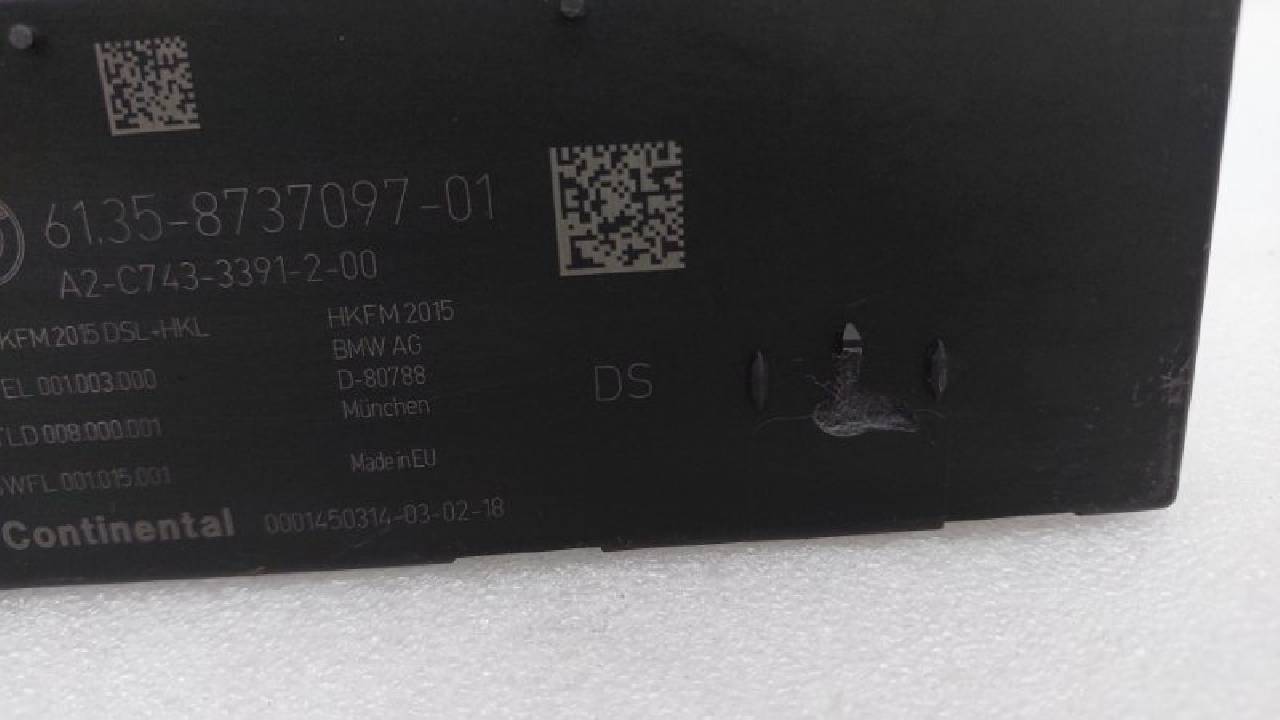 61.35-8737097-01
A2-C743-3391-2-00
KFM 2015 DSL+HKL
EL 001.003.000
TLD 008.000.001
WFL 001.015.001
HKFM 2015
BMW AG
D-80788
München
Made in EU
DS
Continental 0001450314-03-02-18